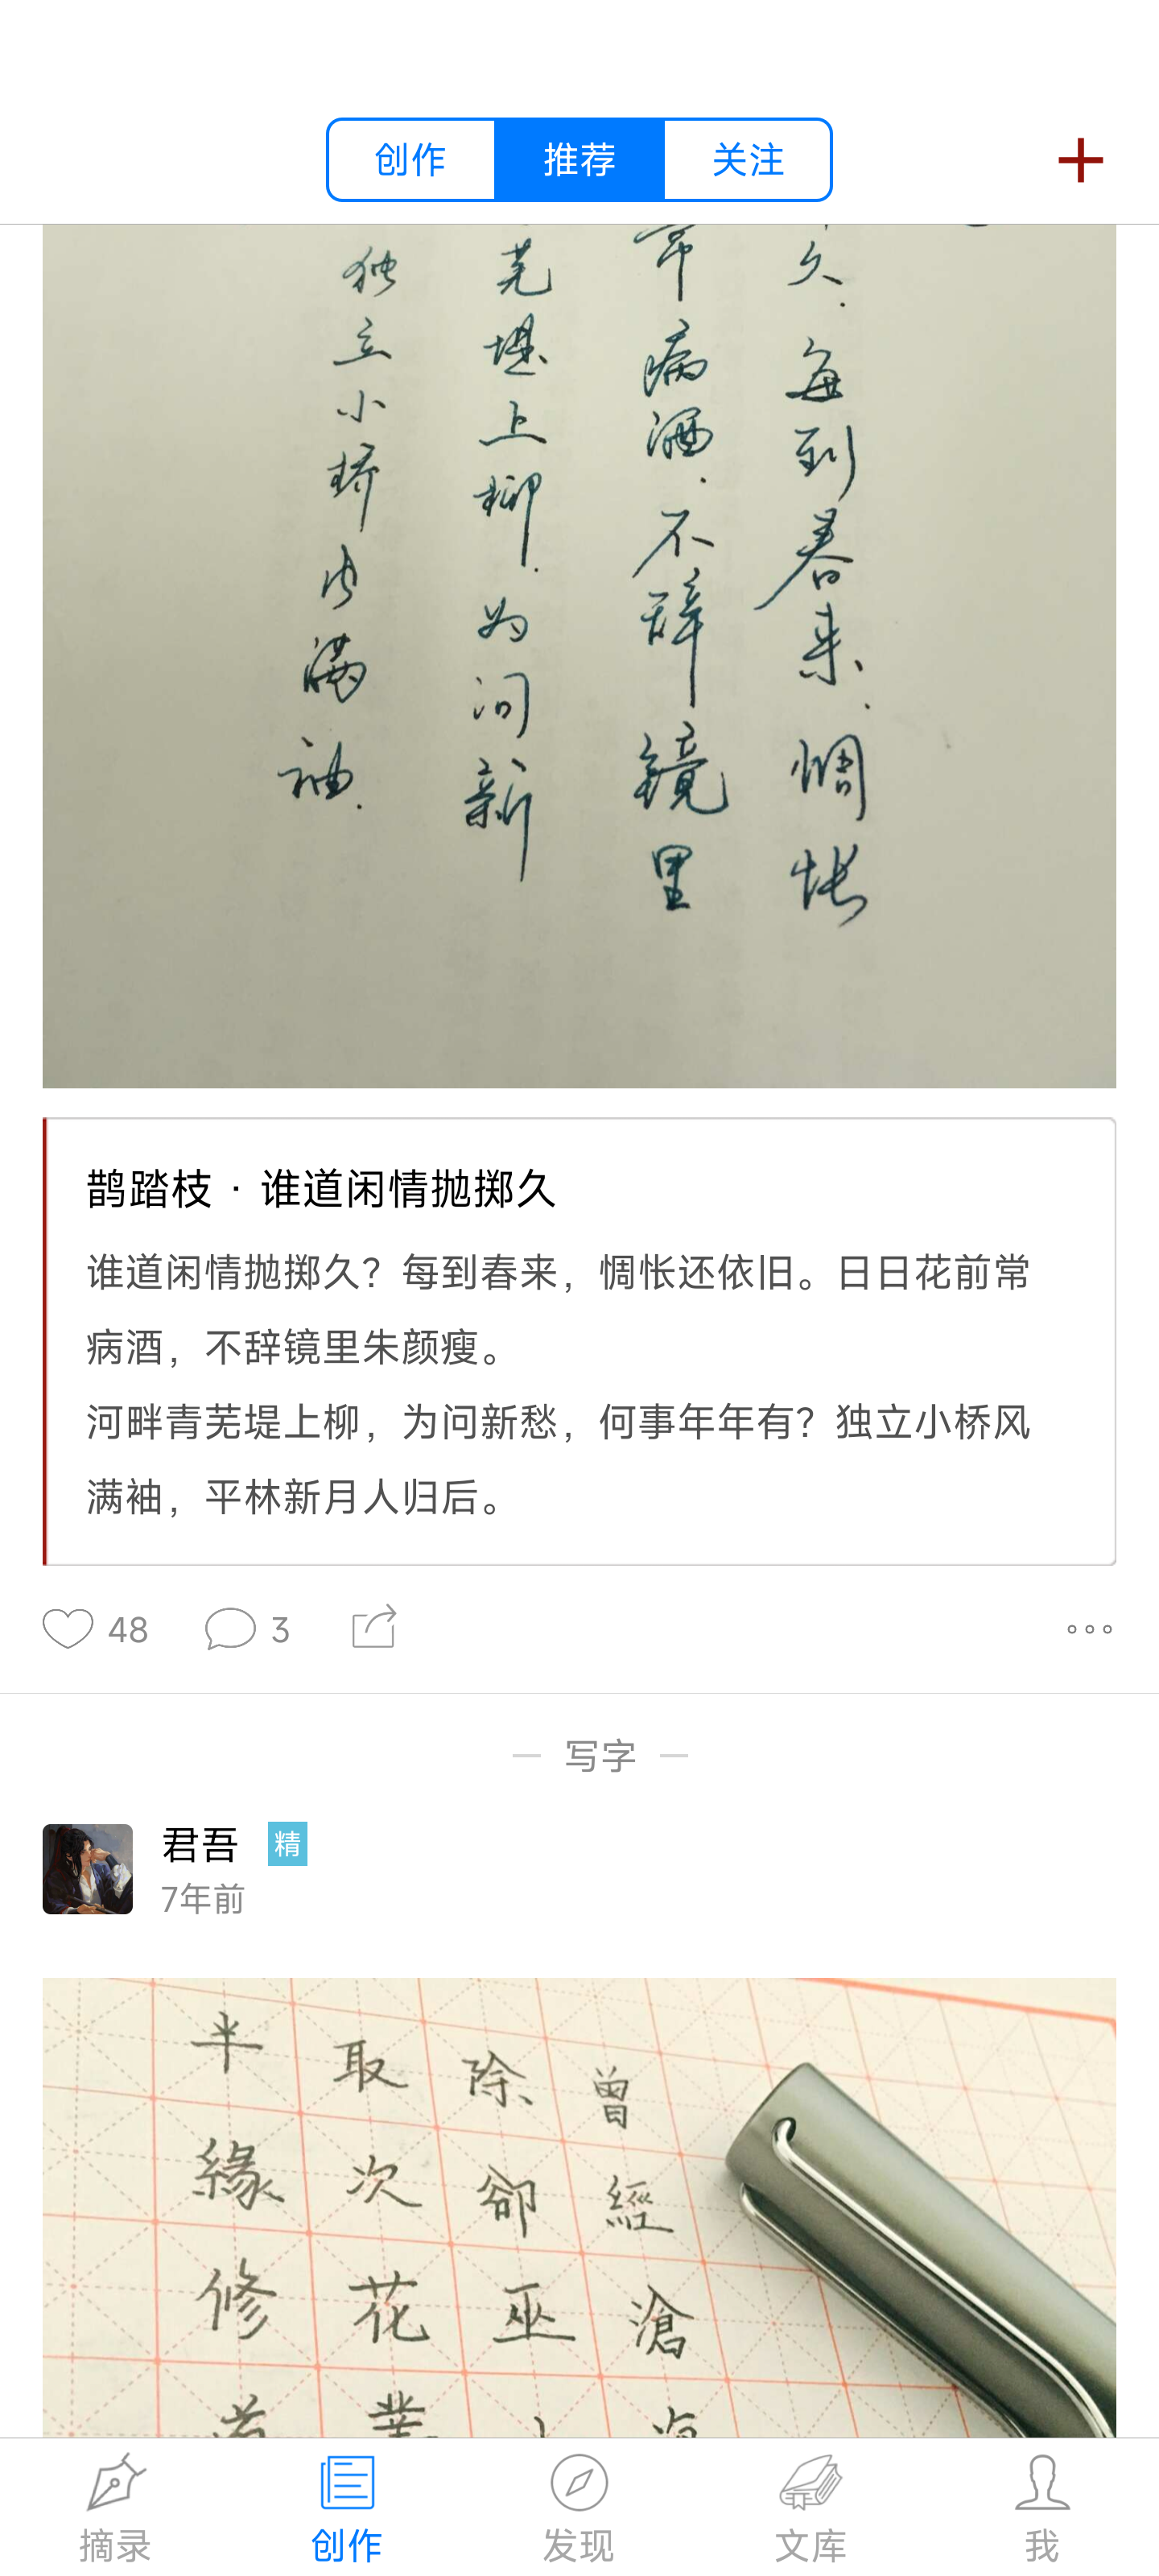 创作 推荐 关注
久.每到春来.惆怅
病酒.不辞镜里
芜堤上柳.为问新
独立小桥风满袖.
鹊踏枝 · 谁道闲情抛掷久
谁道闲情抛掷久？每到春来，惆怅还依旧。日日花前常
病酒，不辞镜里朱颜瘦。
河畔青芜堤上柳，为问新愁，何事年年有？独立小桥风
满袖，平林新月人归后。
48 3
写字
君吾 精
7年前
曾經滄
除卻巫
取次花
半緣修
摘录 创作 发现 文库 我